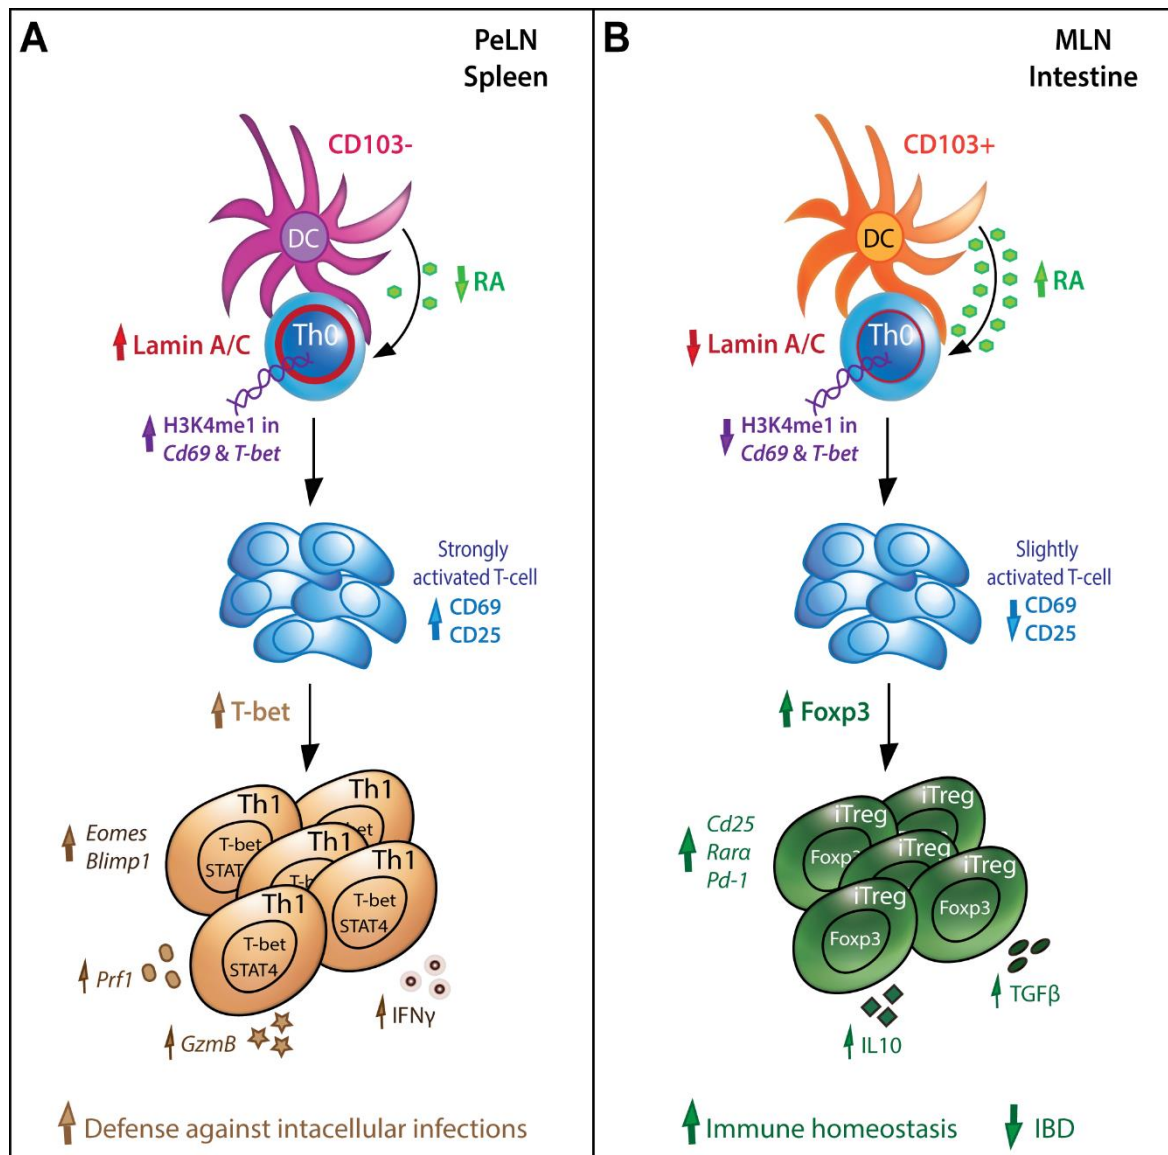 A
PeLN
Spleen
CD103-
DC
RA
Lamin A/C
Th0
H3K4me1 in
Cd69 & T-bet
Strongly
activated T-cell
CD69
CD25
T-bet
Th1
Th1
Th1
Th1
Th1
Eomes
Blimp1
T-bet
STAT4
T-bet
STAT4
Prf1
GzmB
IFNγ
Defense against intacellular infections
B
MLN
Intestine
CD103+
DC
RA
Lamin A/C
Th0
H3K4me1 in
Cd69 & T-bet
Slightly
activated T-cell
CD69
CD25
Foxp3
iTreg
iTreg
iTreg
iTreg
iTreg
Cd25
Rara
Pd-1
Foxp3
Foxp3
TGFβ
IL10
Immune homeostasis
IBD